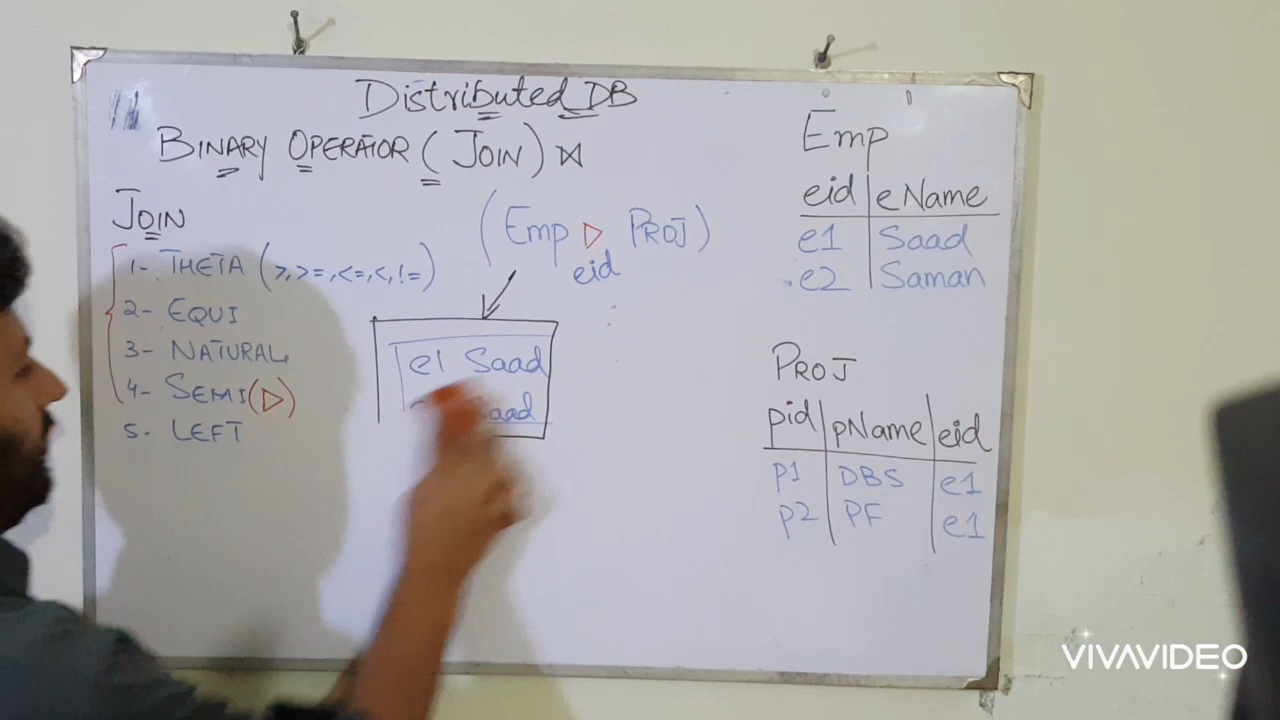 Distributed DB
BINARY OPERATOR (JOIN) ⋈
JOIN
1- THETA (>,>=,<=,<,!=)
2- EQUI
3- NATURAL
4- SEMI(▷)
5- LEFT
(Emp ▷ PROJ)
eid
e1 Saad
Saad
Emp
eid eName
e1 Saad
e2 Saman
PROJ
pid pName eid
p1 DBS e1
p2 PF e1
VIVAVIDEO